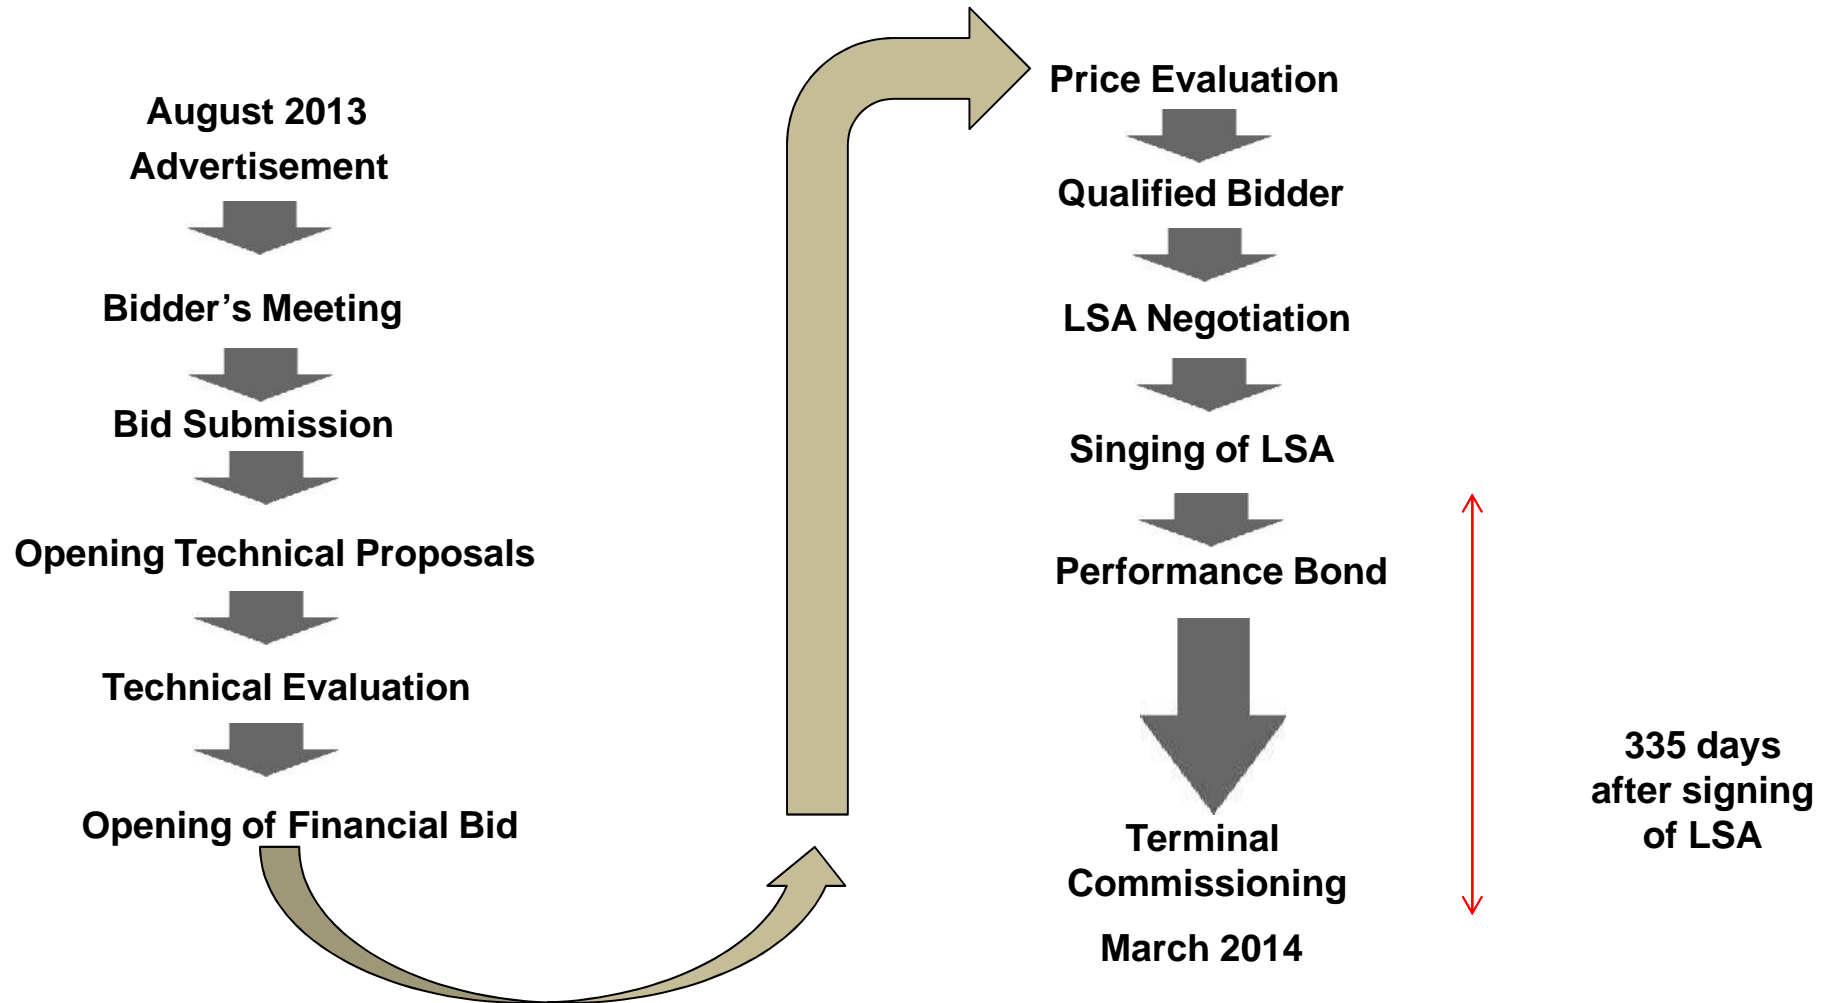 August 2013
Advertisement
Bidder’s Meeting
Bid Submission
Opening Technical Proposals
Technical Evaluation
Opening of Financial Bid
Price Evaluation
Qualified Bidder
LSA Negotiation
Singing of LSA
Performance Bond
Terminal
Commissioning
March 2014
335 days
after signing
of LSA